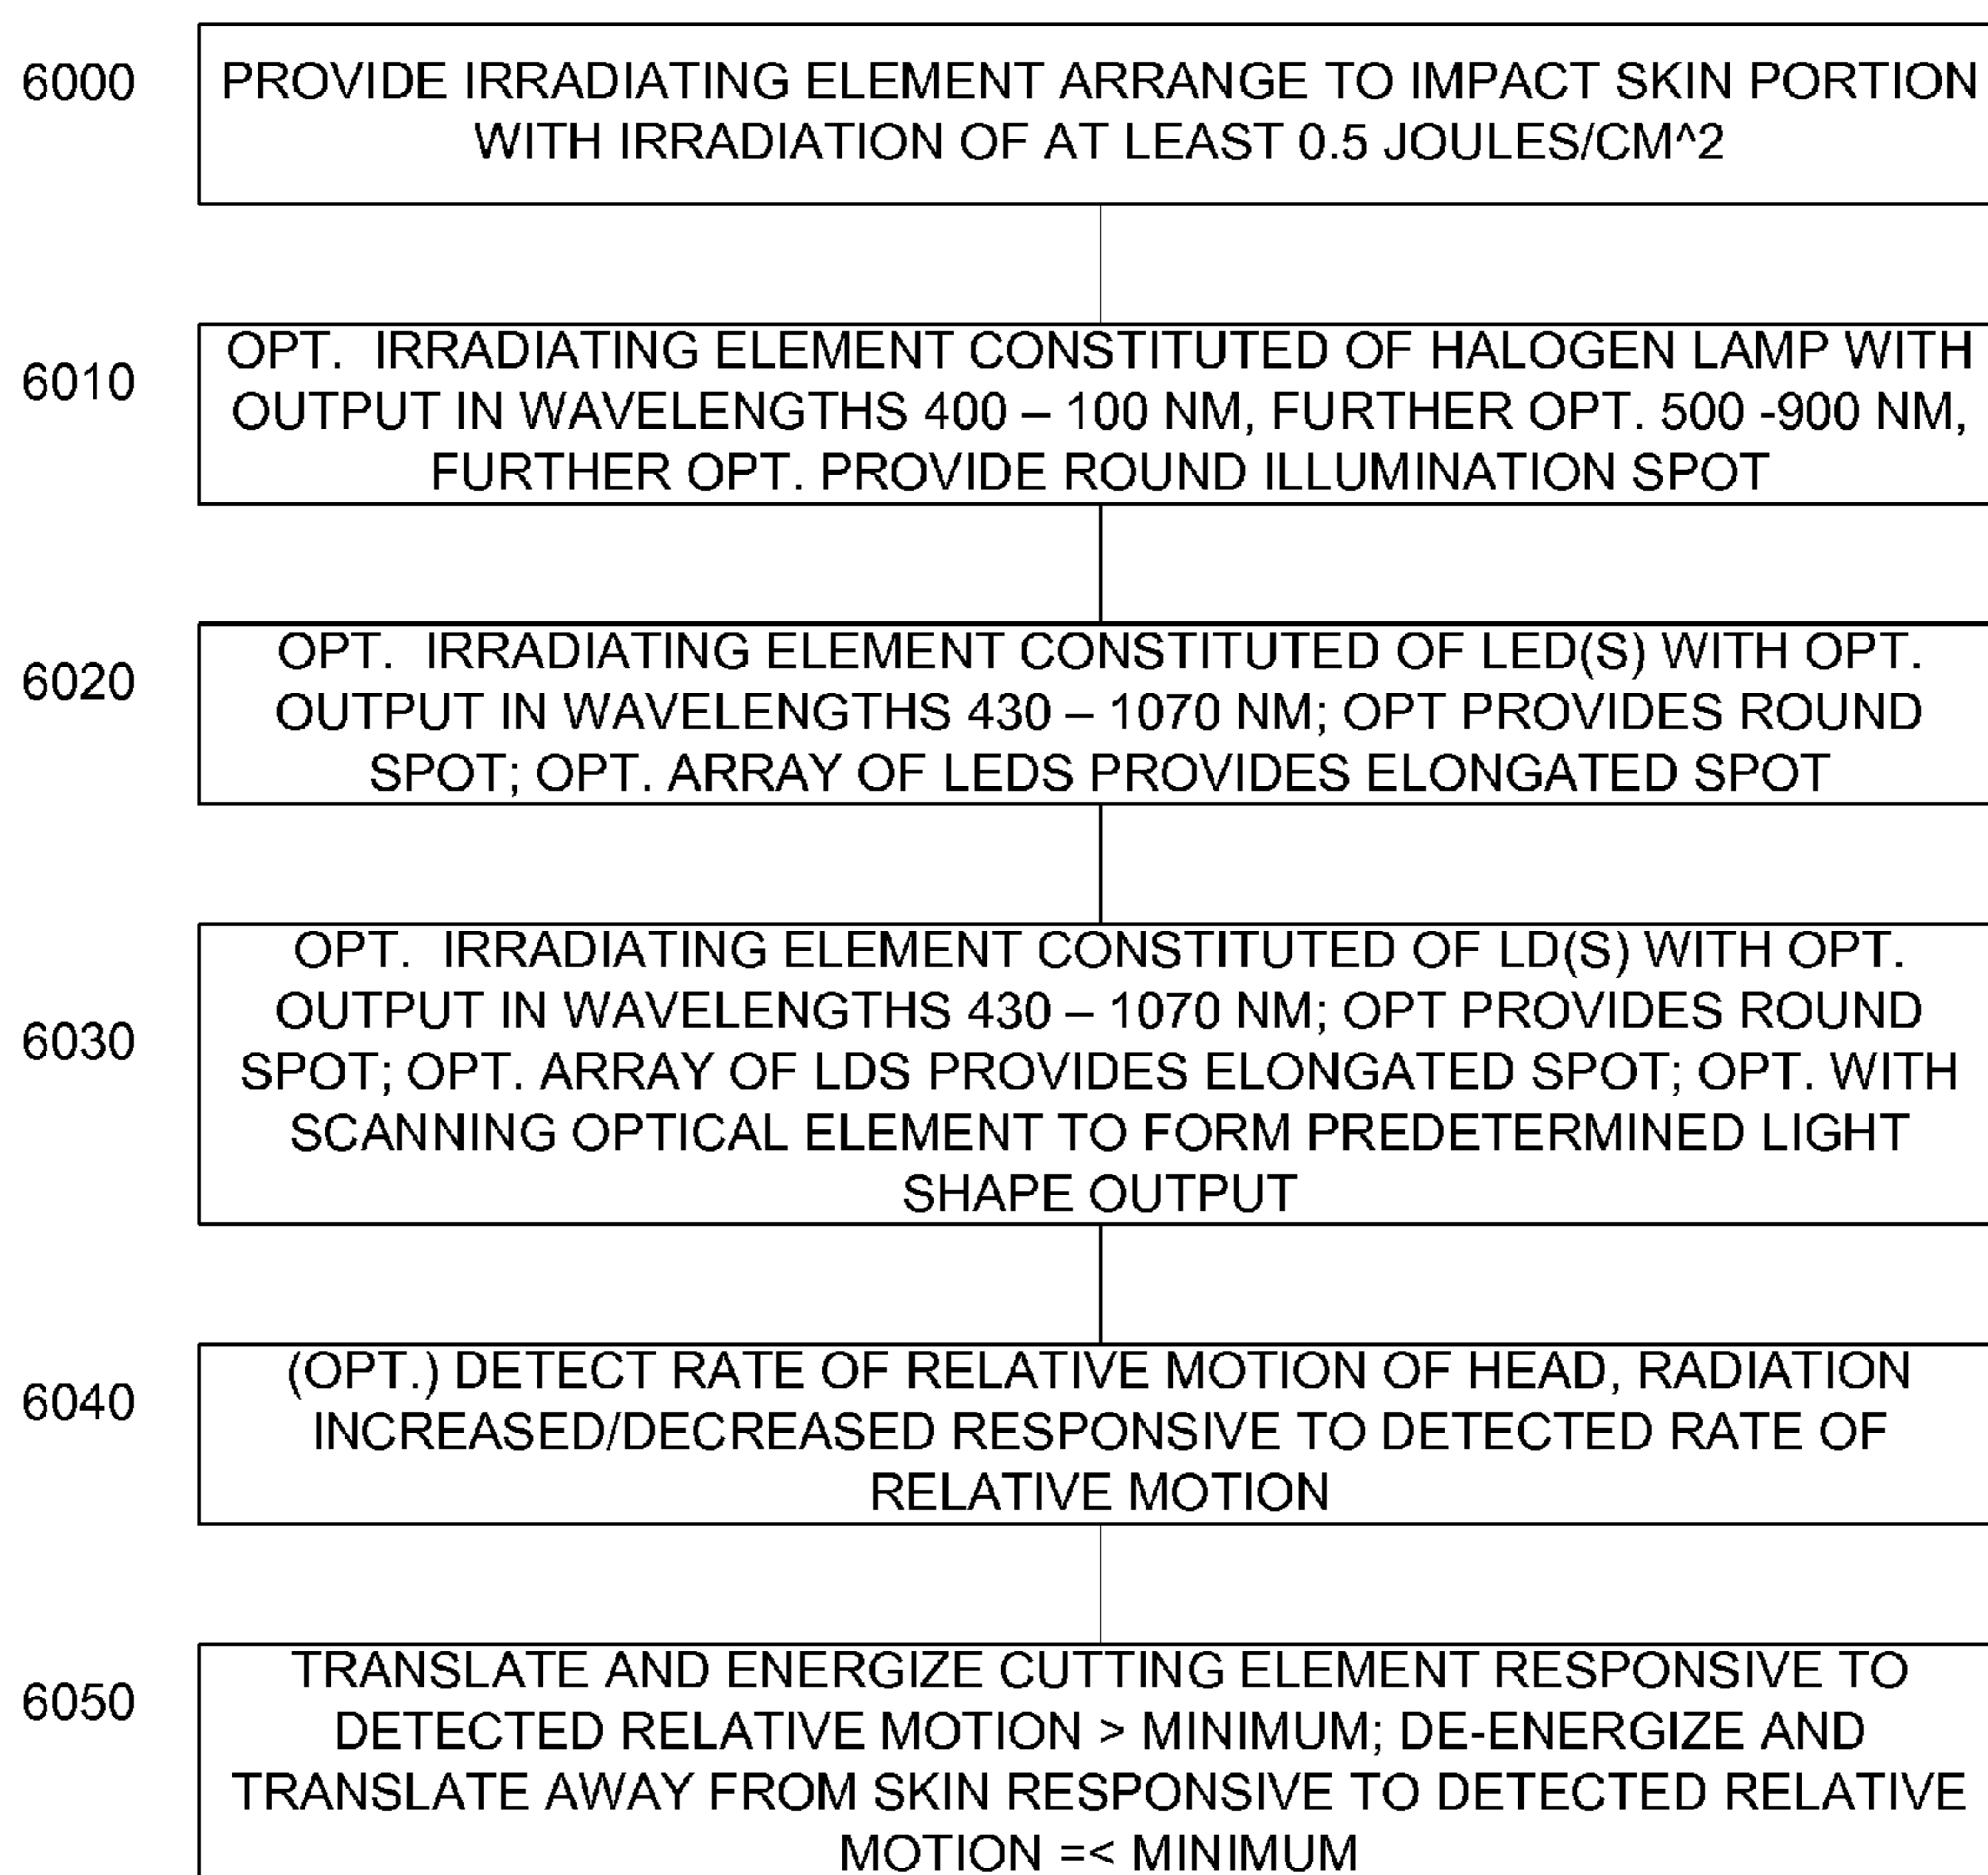 6000
PROVIDE IRRADIATING ELEMENT ARRANGE TO IMPACT SKIN PORTION
WITH IRRADIATION OF AT LEAST 0.5 JOULES/CM^2
6010
OPT. IRRADIATING ELEMENT CONSTITUTED OF HALOGEN LAMP WITH
OUTPUT IN WAVELENGTHS 400 – 100 NM, FURTHER OPT. 500 -900 NM,
FURTHER OPT. PROVIDE ROUND ILLUMINATION SPOT
6020
OPT. IRRADIATING ELEMENT CONSTITUTED OF LED(S) WITH OPT.
OUTPUT IN WAVELENGTHS 430 – 1070 NM; OPT PROVIDES ROUND
SPOT; OPT. ARRAY OF LEDS PROVIDES ELONGATED SPOT
6030
OPT. IRRADIATING ELEMENT CONSTITUTED OF LD(S) WITH OPT.
OUTPUT IN WAVELENGTHS 430 – 1070 NM; OPT PROVIDES ROUND
SPOT; OPT. ARRAY OF LDS PROVIDES ELONGATED SPOT; OPT. WITH
SCANNING OPTICAL ELEMENT TO FORM PREDETERMINED LIGHT
SHAPE OUTPUT
6040
(OPT.) DETECT RATE OF RELATIVE MOTION OF HEAD, RADIATION
INCREASED/DECREASED RESPONSIVE TO DETECTED RATE OF
RELATIVE MOTION
6050
TRANSLATE AND ENERGIZE CUTTING ELEMENT RESPONSIVE TO
DETECTED RELATIVE MOTION > MINIMUM; DE-ENERGIZE AND
TRANSLATE AWAY FROM SKIN RESPONSIVE TO DETECTED RELATIVE
MOTION =< MINIMUM